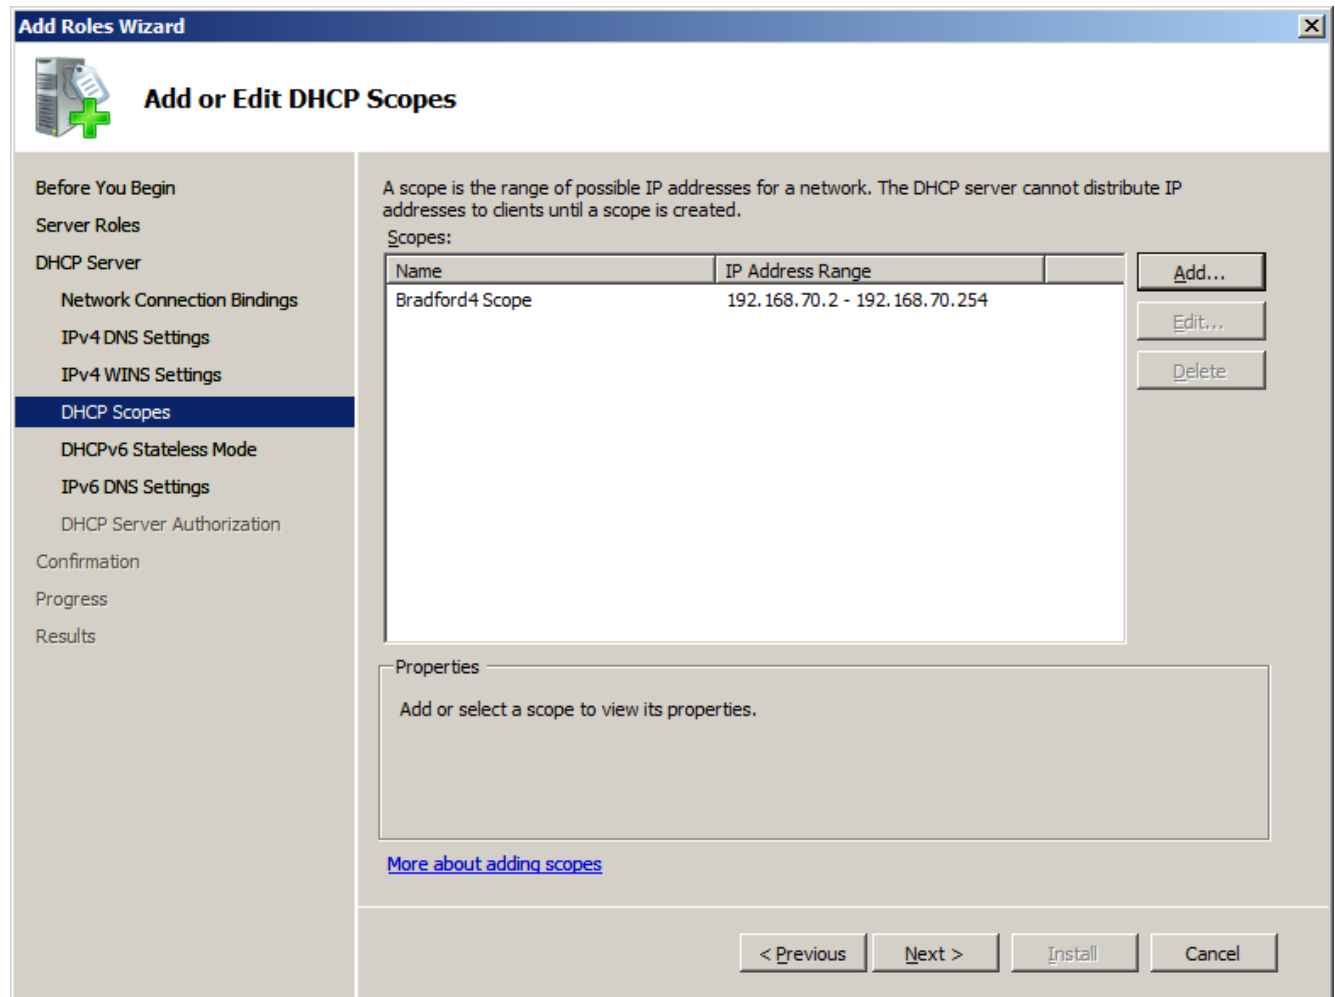 Add Roles Wizard
Add or Edit DHCP Scopes
Before You Begin
Server Roles
DHCP Server
Network Connection Bindings
IPv4 DNS Settings
IPv4 WINS Settings
DHCP Scopes
DHCPv6 Stateless Mode
IPv6 DNS Settings
DHCP Server Authorization
Confirmation
Progress
Results
A scope is the range of possible IP addresses for a network. The DHCP server cannot distribute IP
addresses to clients until a scope is created.
Scopes:
Name IP Address Range
Bradford4 Scope 192.168.70.2 - 192.168.70.254
Add...
Edit...
Delete
Properties
Add or select a scope to view its properties.
More about adding scopes
< Previous Next > Install Cancel